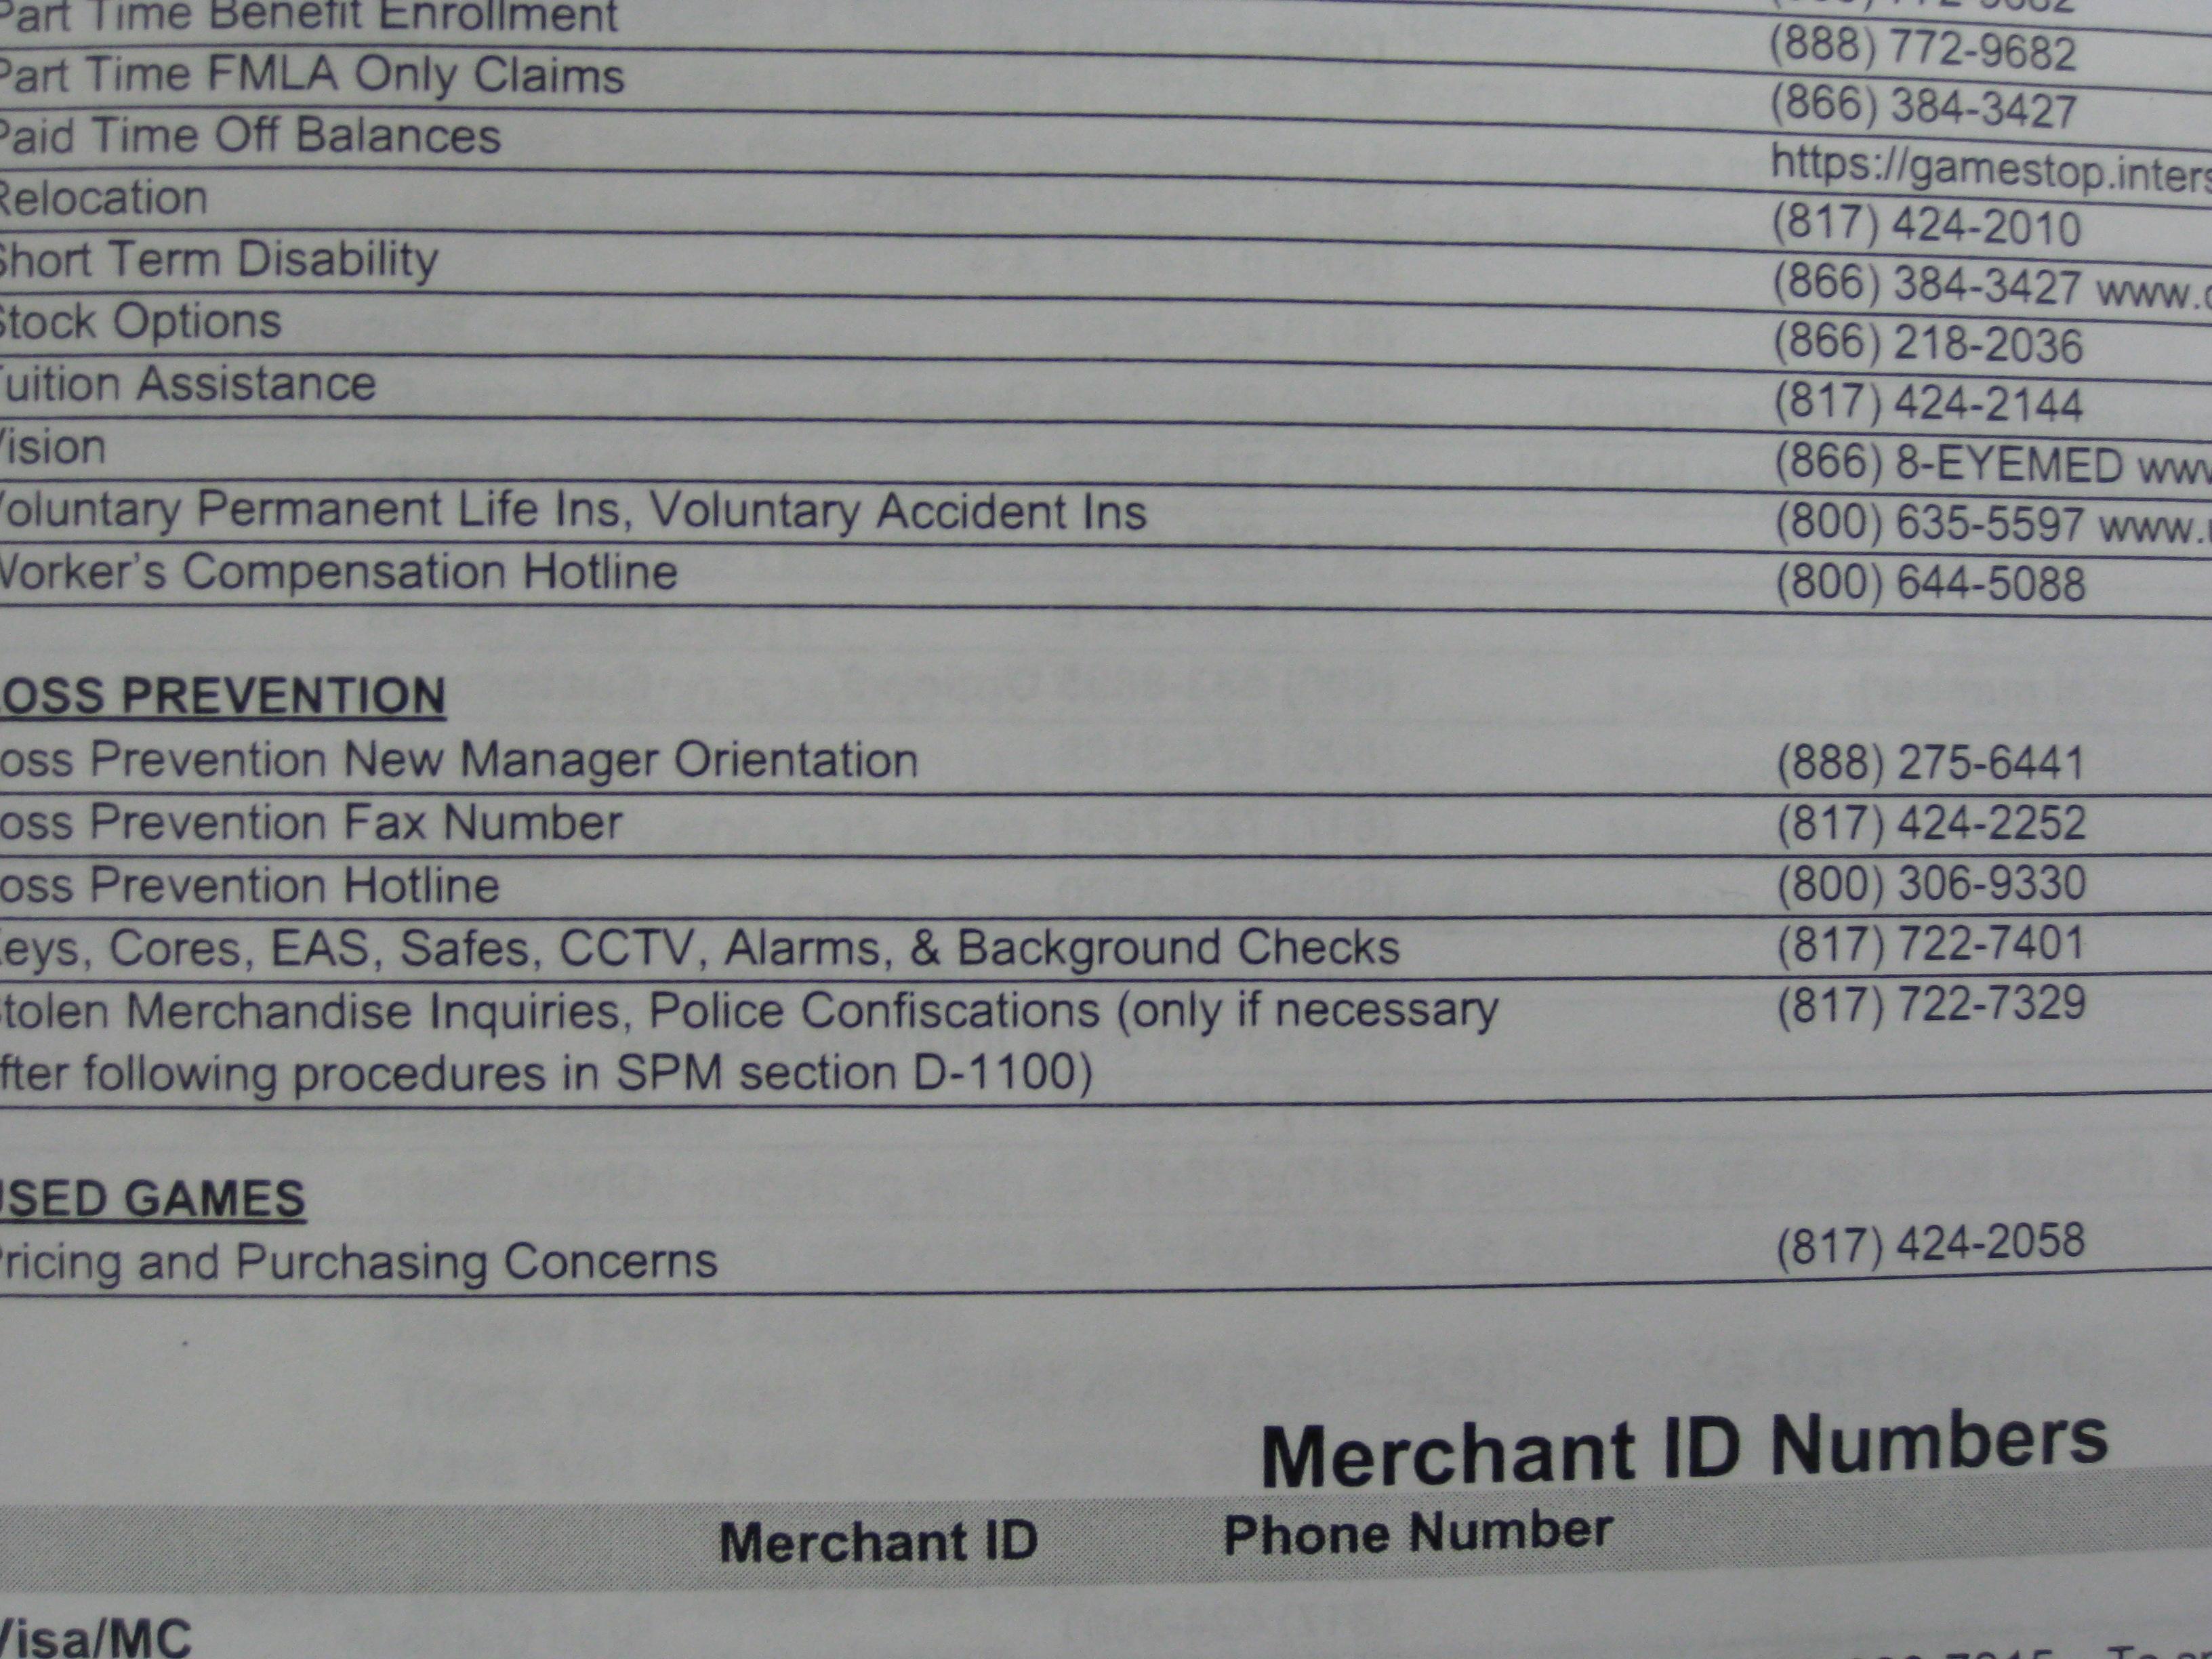 Part Time Benefit Enrollment (888) 772-9682
Part Time FMLA Only Claims (866) 384-3427
Paid Time Off Balances https://gamestop.inters
Relocation (817) 424-2010
Short Term Disability (866) 384-3427 www.
Stock Options (866) 218-2036
Tuition Assistance (817) 424-2144
Vision (866) 8-EYEMED www
Voluntary Permanent Life Ins, Voluntary Accident Ins (800) 635-5597 www.
Worker's Compensation Hotline (800) 644-5088
LOSS PREVENTION
oss Prevention New Manager Orientation (888) 275-6441
oss Prevention Fax Number (817) 424-2252
oss Prevention Hotline (800) 306-9330
Keys, Cores, EAS, Safes, CCTV, Alarms, & Background Checks (817) 722-7401
Stolen Merchandise Inquiries, Police Confiscations (only if necessary (817) 722-7329
fter following procedures in SPM section D-1100)
USED GAMES
Pricing and Purchasing Concerns (817) 424-2058
Merchant ID Numbers
Merchant ID Phone Number
Visa/MC